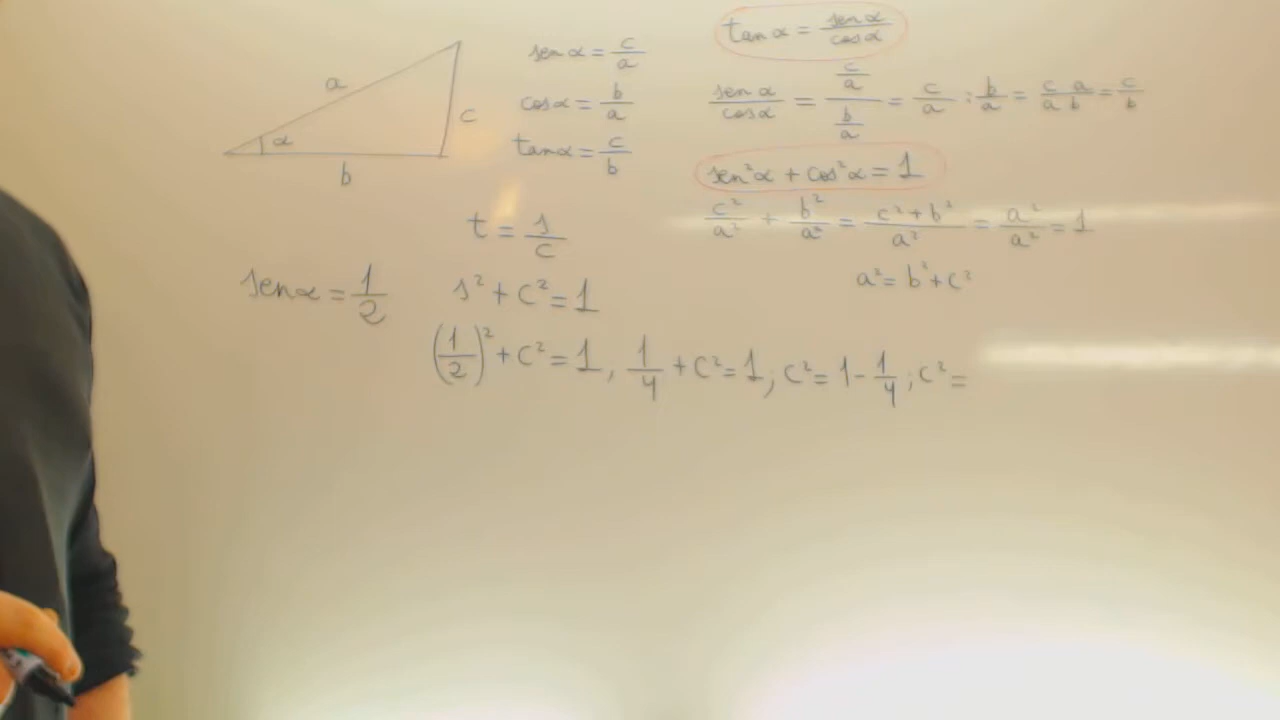 a
α
c
b
sen α = c/a
cos α = b/a
tan α = c/b
tan α = sen α/cos α
sen α/cos α = (c/a)/(b/a) = c/a : b/a = c/a a/b = c/b
sen²α + cos²α = 1
c²/a² + b²/a² = (c² + b²)/a² = a²/a² = 1
a² = b² + c²
t = s/c
sen α = 1/2
s² + c² = 1
(1/2)² + c² = 1, 1/4 + c² = 1; c² = 1 - 1/4; c² =